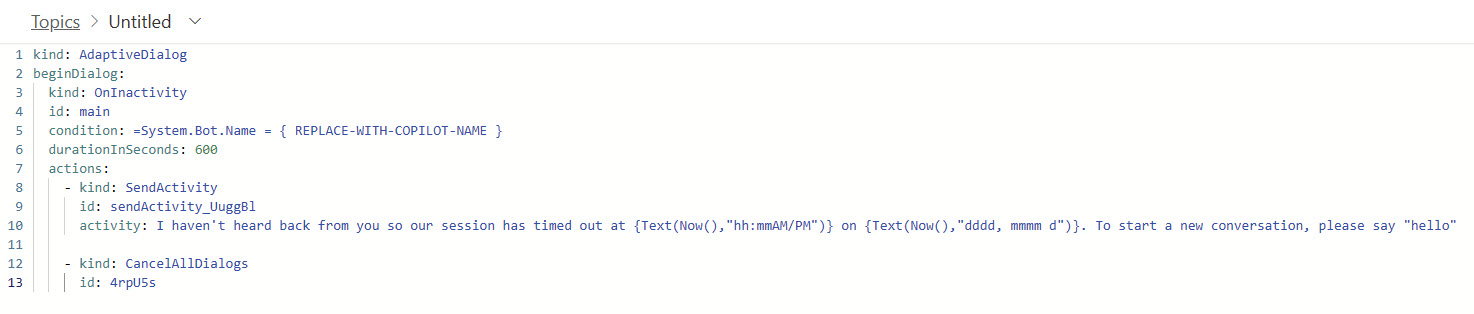 Topics > Untitled
1 kind: AdaptiveDialog
2 beginDialog:
3 kind: OnInactivity
4 id: main
5 condition: =System.Bot.Name = { REPLACE-WITH-COPILOT-NAME }
6 durationInSeconds: 600
7 actions:
8 - kind: SendActivity
9 id: sendActivity_UuggBl
10 activity: I haven't heard back from you so our session has timed out at {Text(Now(),"hh:mmAM/PM")} on {Text(Now(),"dddd, mmmm d")}. To start a new conversation, please say "hello"
11
12 - kind: CancelAllDialogs
13 id: 4rpU5s